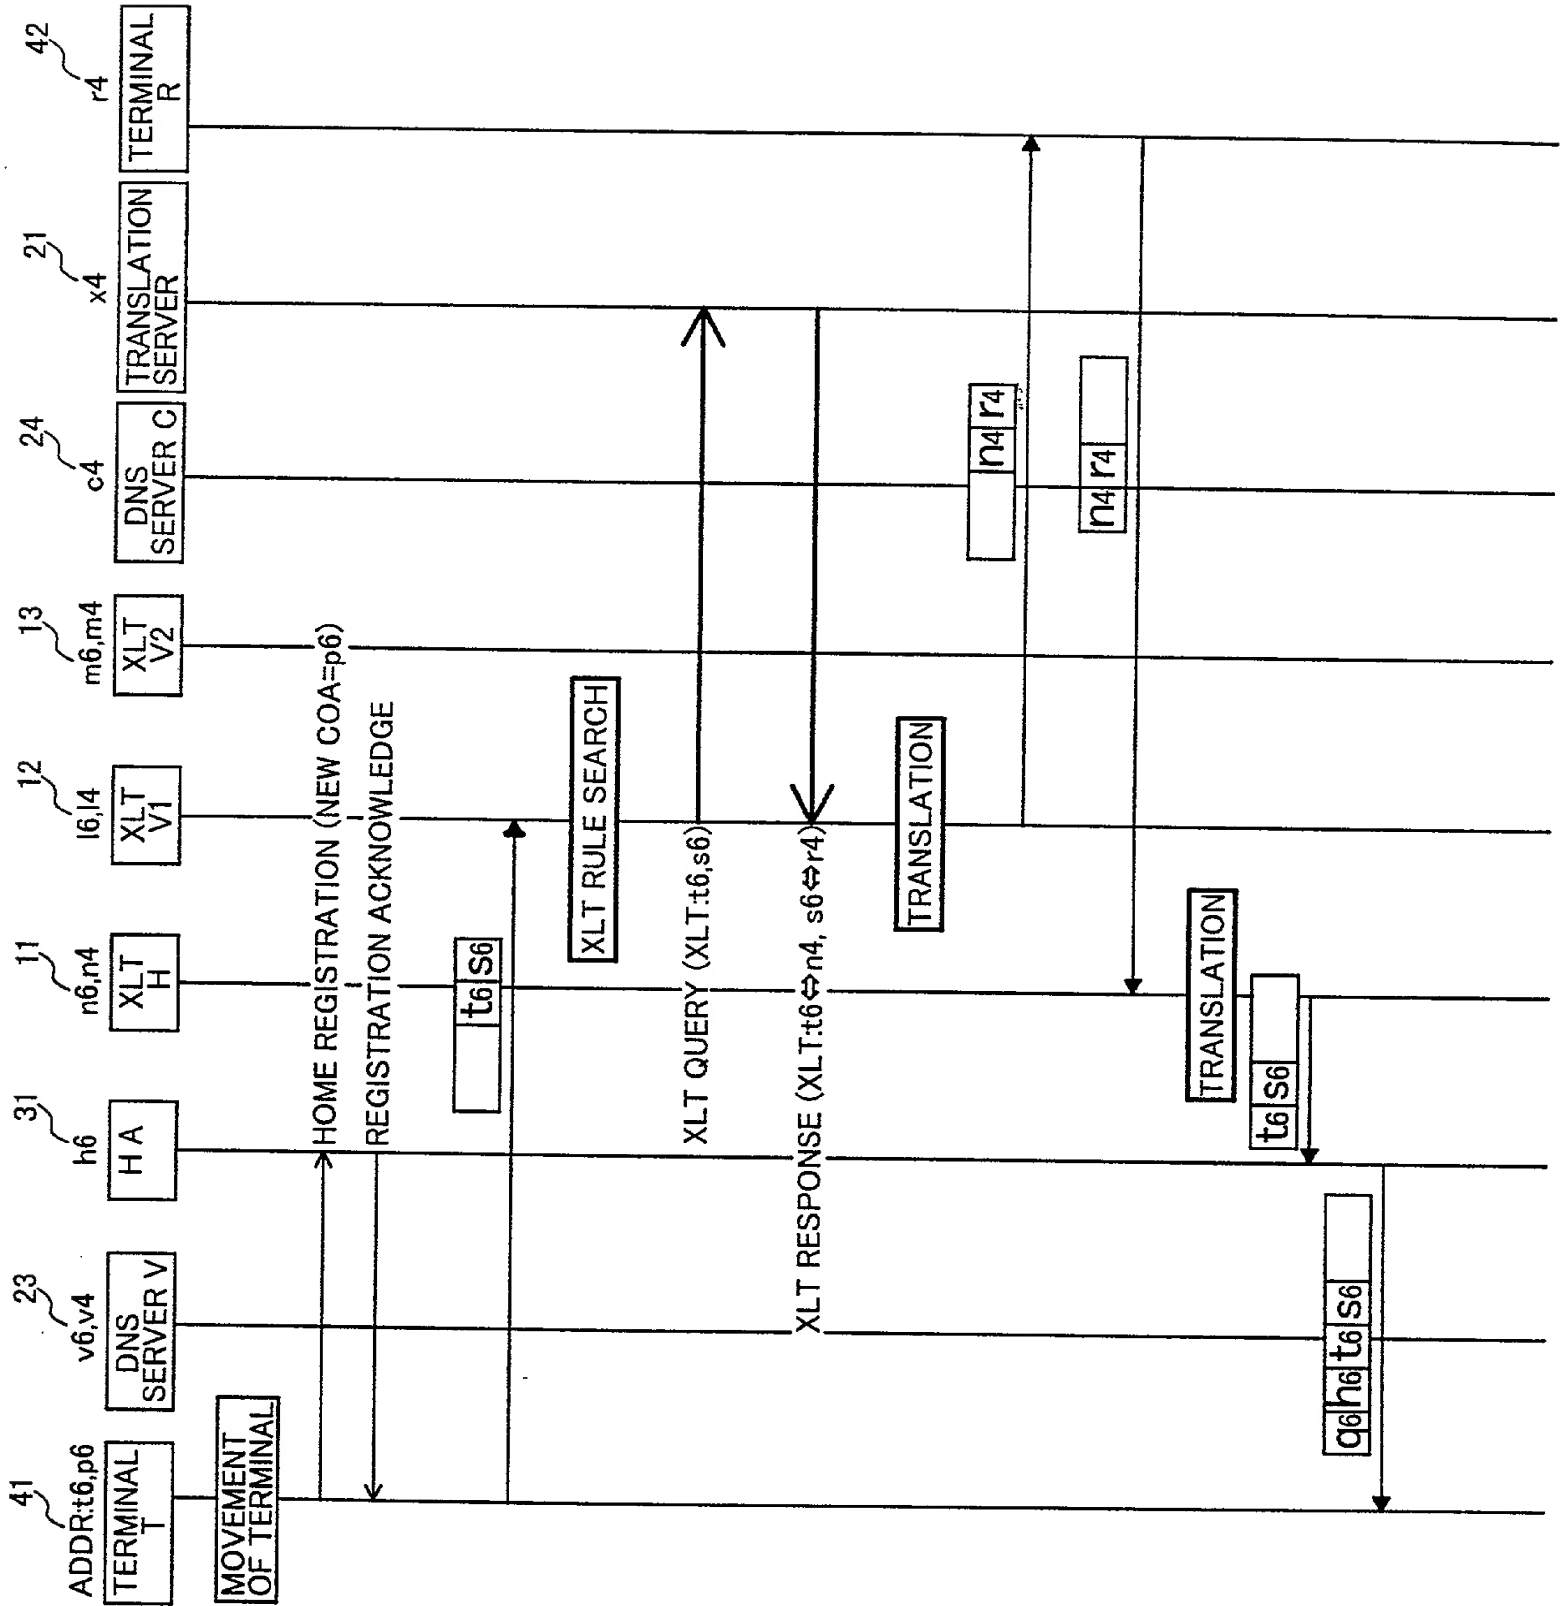 41
ADDR:t6,p6
TERMINAL
T
23
v6,v4
DNS
SERVER V
31
h6
H A
11
n6,n4
XLT
H
12
l6,l4
XLT
V1
13
m6,m4
XLT
V2
24
c4
DNS
SERVER C
21
x4
TRANSLATION
SERVER
42
r4
TERMINAL
R
MOVEMENT
OF TERMINAL
HOME REGISTRATION (NEW COA=p6)
REGISTRATION ACKNOWLEDGE
t6 s6
XLT RULE SEARCH
XLT QUERY (XLT:t6,s6)
XLT RESPONSE (XLT:t6⇔n4, s6⇔r4)
TRANSLATION
n4 r4
n4 r4
TRANSLATION
t6 s6
q6 h6 t6 s6